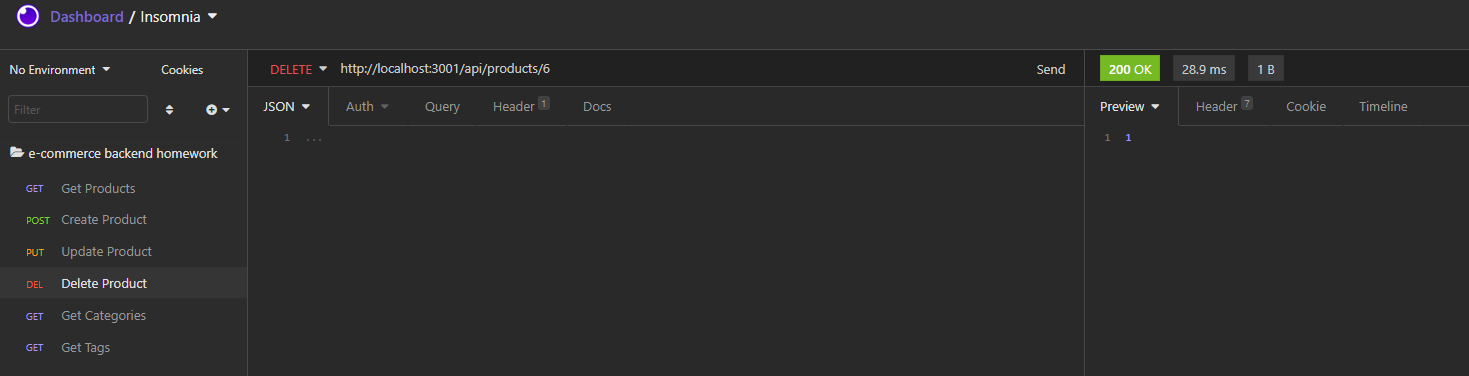 Dashboard / Insomnia
No Environment Cookies
DELETE http://localhost:3001/api/products/6 Send
200 OK 28.9 ms 1 B
Filter
JSON Auth Query Header 1 Docs
Preview Header 7 Cookie Timeline
1 ...
1 1
e-commerce backend homework
GET Get Products
POST Create Product
PUT Update Product
DEL Delete Product
GET Get Categories
GET Get Tags